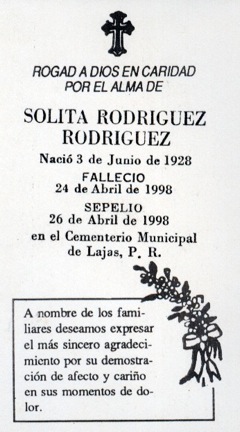 ROGAD A DIOS EN CARIDAD
POR EL ALMA DE
SOLITA RODRIGUEZ
RODRIGUEZ
Nació 3 de Junio de 1928
FALLECIO
24 de Abril de 1998
SEPELIO
26 de Abril de 1998
en el Cementerio Municipal
de Lajas, P. R.
A nombre de los fami-
liares deseamos expresar
el más sincero agradeci-
miento por su demostra-
ción de afecto y cariño
en sus momentos de do-
lor.